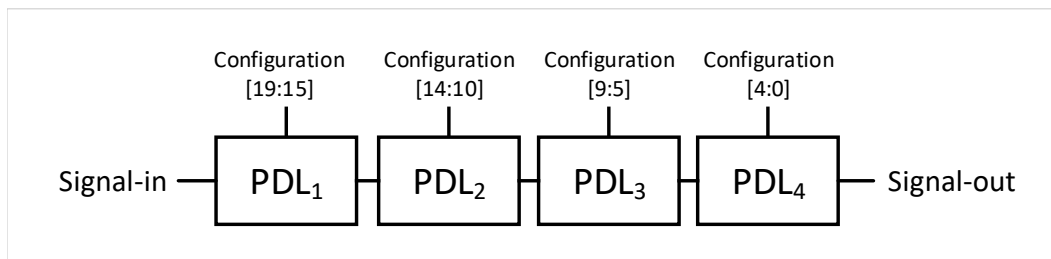 Configuration Configuration Configuration Configuration
[19:15] [14:10] [9:5] [4:0]
Signal-in PDL₁ PDL₂ PDL₃ PDL₄ Signal-out